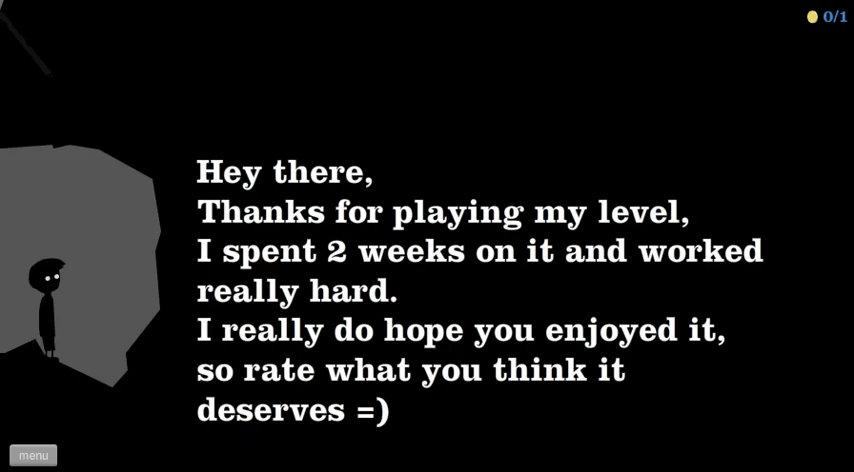 0/1
Hey there,
Thanks for playing my level,
I spent 2 weeks on it and worked
really hard.
I really do hope you enjoyed it,
so rate what you think it
deserves =)
menu